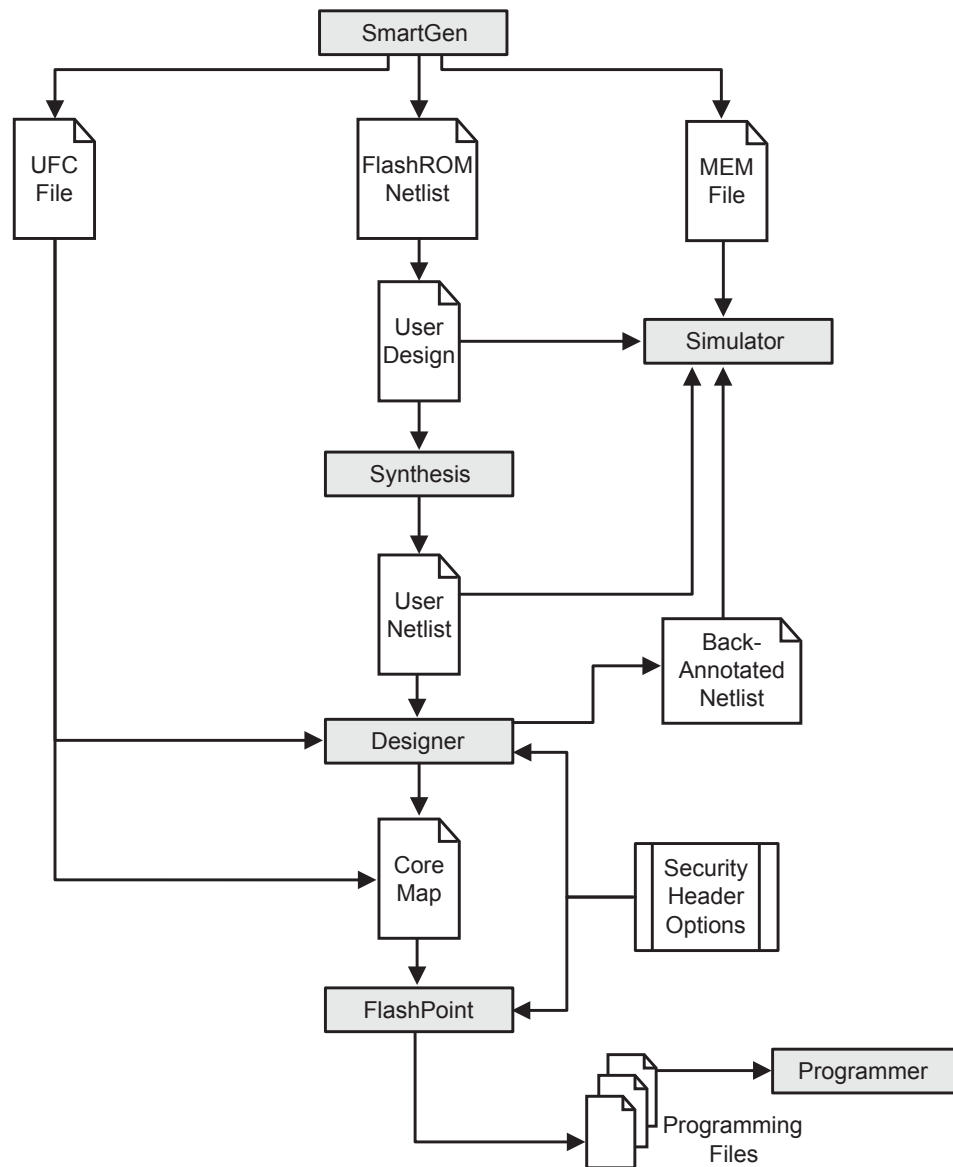 SmartGen
UFC
File
FlashROM
Netlist
MEM
File
User
Design
Simulator
Synthesis
User
Netlist
Back-
Annotated
Netlist
Designer
Core
Map
Security
Header
Options
FlashPoint
Programmer
Programming
Files